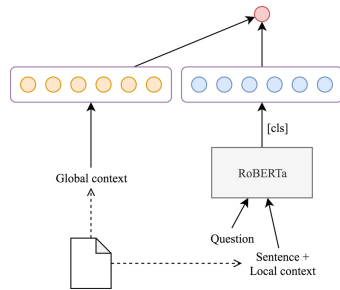 [cls]
Global context
RoBERTa
Question
Sentence +
Local context